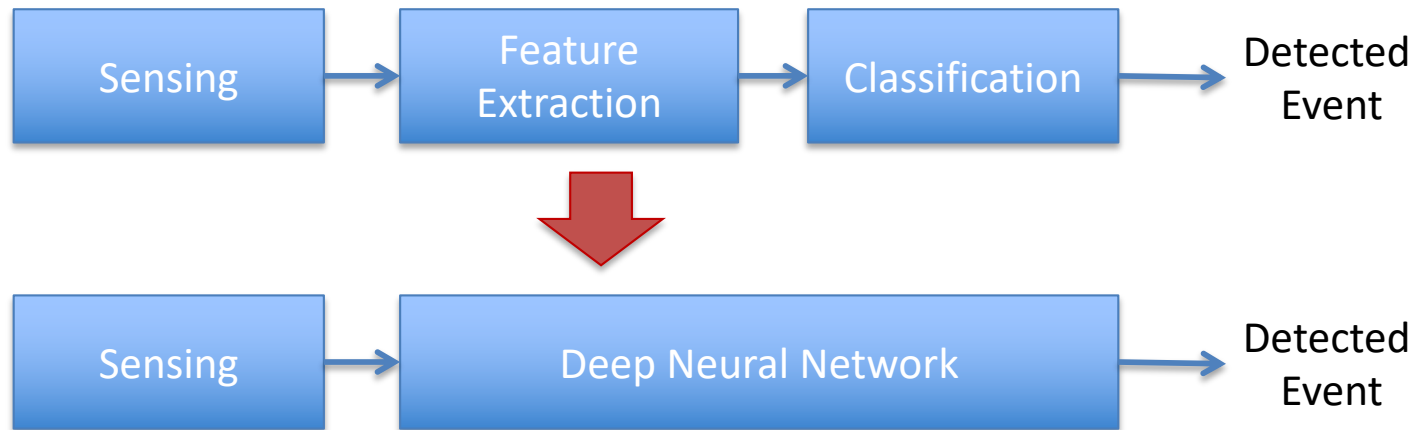 Sensing
Feature
Extraction
Classification
Detected
Event
Sensing
Deep Neural Network
Detected
Event